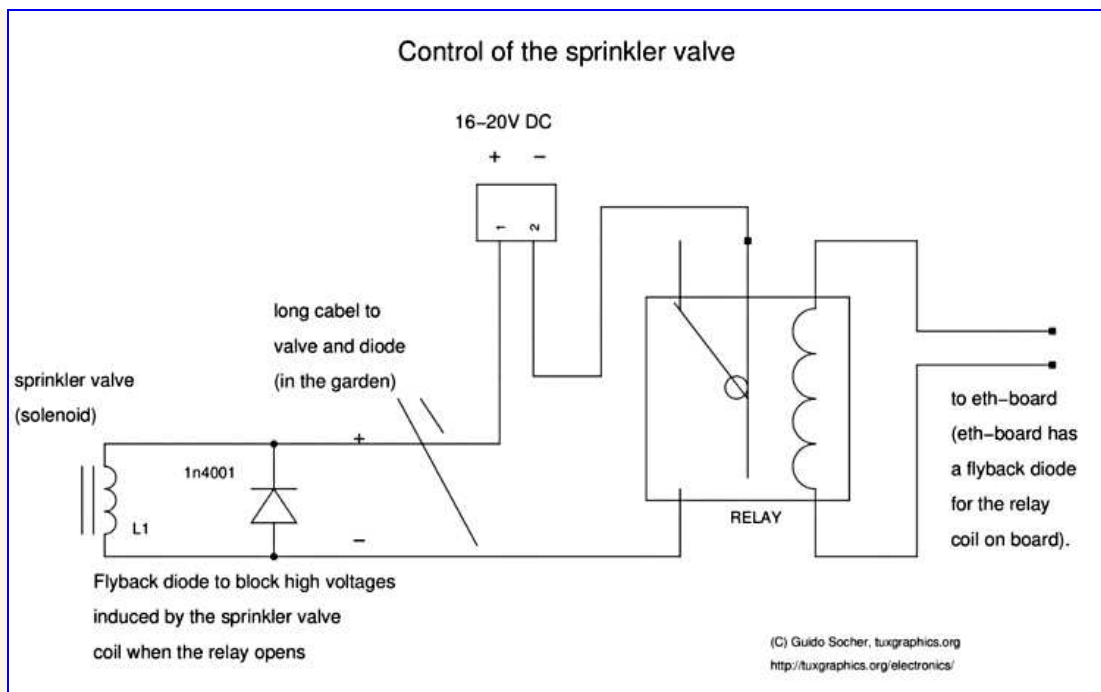 Control of the sprinkler valve
16-20V DC
+ -
1 2
long cabel to
valve and diode
(in the garden)
sprinkler valve
(solenoid)
+
1n4001
L1
-
RELAY
to eth-board
(eth-board has
a flyback diode
for the relay
coil on board).
Flyback diode to block high voltages
induced by the sprinkler valve
coil when the relay opens
(C) Guido Socher, tuxgraphics.org
http://tuxgraphics.org/electronics/